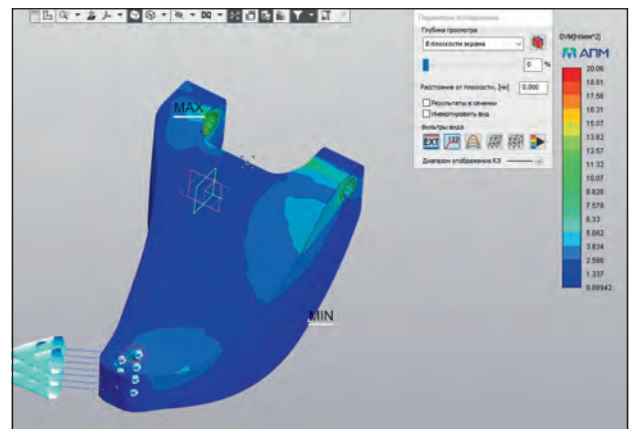 Параметры отображения
Глубина просмотра
В плоскости экрана
0 %
Расстояние от плоскости, [мм] 0.000
Результаты в сечении
Инвертировать вид
Фильтры вида
EXT 123
Диапазон отображения КЭ
АПМ
20.06
18.81
17.56
16.31
15.07
13.82
12.57
11.32
10.07
8.826
7.578
6.33
5.082
3.834
2.586
1.337
0.08942
MAX
MIN